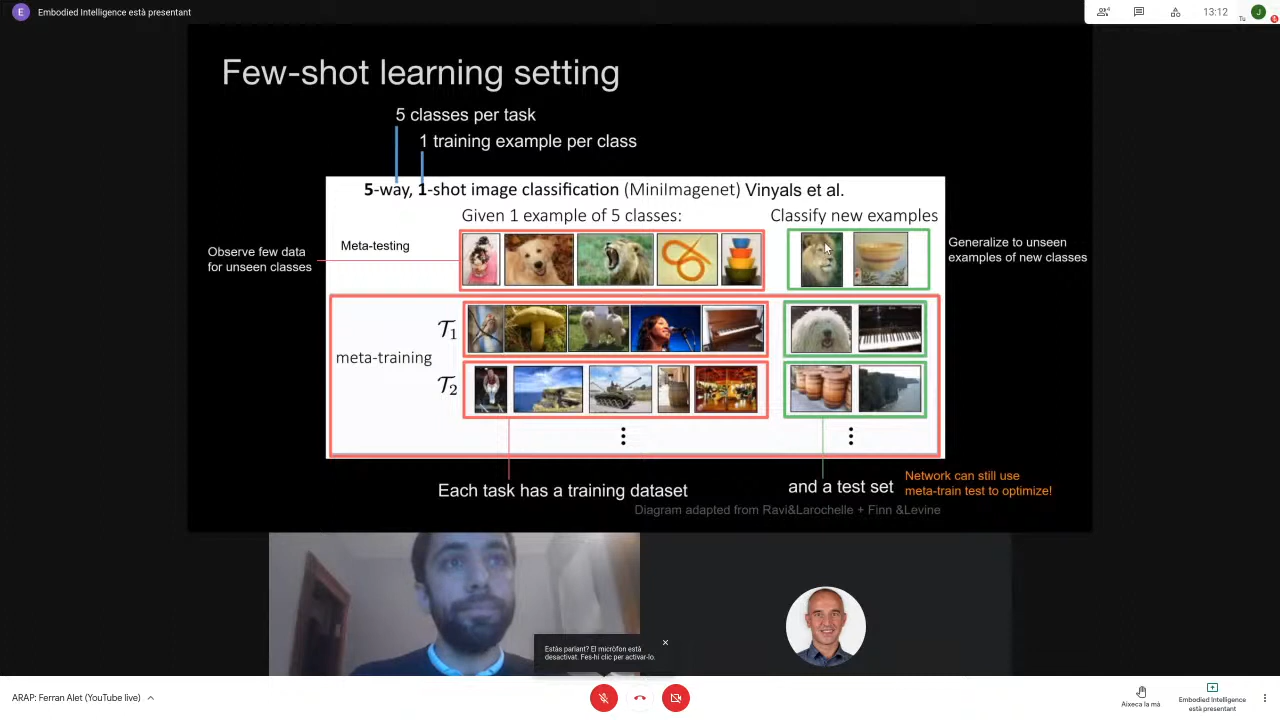 E Embodied Intelligence està presentant
4
13:12
Tu
J
Few-shot learning setting
5 classes per task
1 training example per class
5-way, 1-shot image classification (MiniImagenet) Vinyals et al.
Given 1 example of 5 classes:
Classify new examples
Observe few data
for unseen classes
Meta-testing
Generalize to unseen
examples of new classes
T1
meta-training
T2
Each task has a training dataset
and a test set
Network can still use
meta-train test to optimize!
Diagram adapted from Ravi&Larochelle + Finn &Levine
Estàs parlant? El micròfon està
desactivat. Fes-hi clic per activar-lo.
ARAP: Ferran Alet (YouTube live)
Aixeca la mà
Embodied Intelligence
està presentant